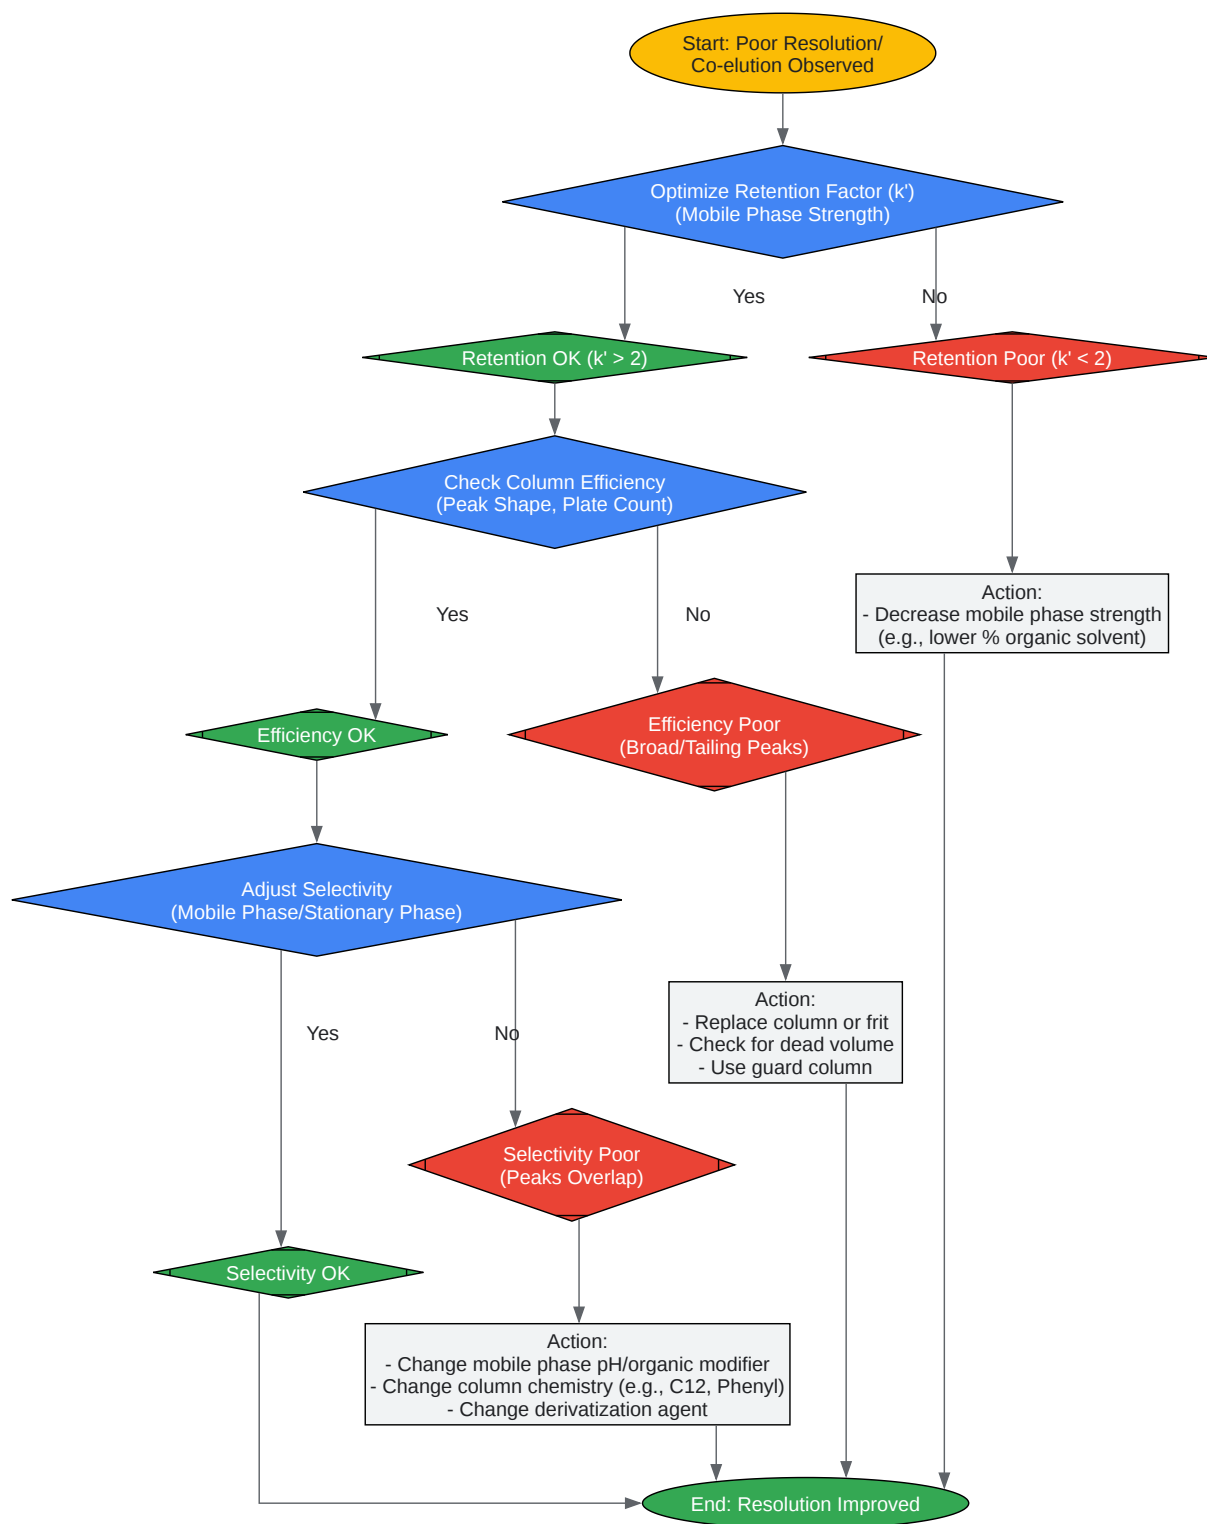 Start: Poor Resolution/
Co-elution Observed
Optimize Retention Factor (k')
(Mobile Phase Strength)
Yes
No
Retention OK (k' > 2)
Retention Poor (k' < 2)
Check Column Efficiency
(Peak Shape, Plate Count)
Action:
- Decrease mobile phase strength
(e.g., lower % organic solvent)
Yes
No
Efficiency OK
Efficiency Poor
(Broad/Tailing Peaks)
Adjust Selectivity
(Mobile Phase/Stationary Phase)
Action:
- Replace column or frit
- Check for dead volume
- Use guard column
Yes
No
Selectivity Poor
(Peaks Overlap)
Selectivity OK
Action:
- Change mobile phase pH/organic modifier
- Change column chemistry (e.g., C12, Phenyl)
- Change derivatization agent
End: Resolution Improved